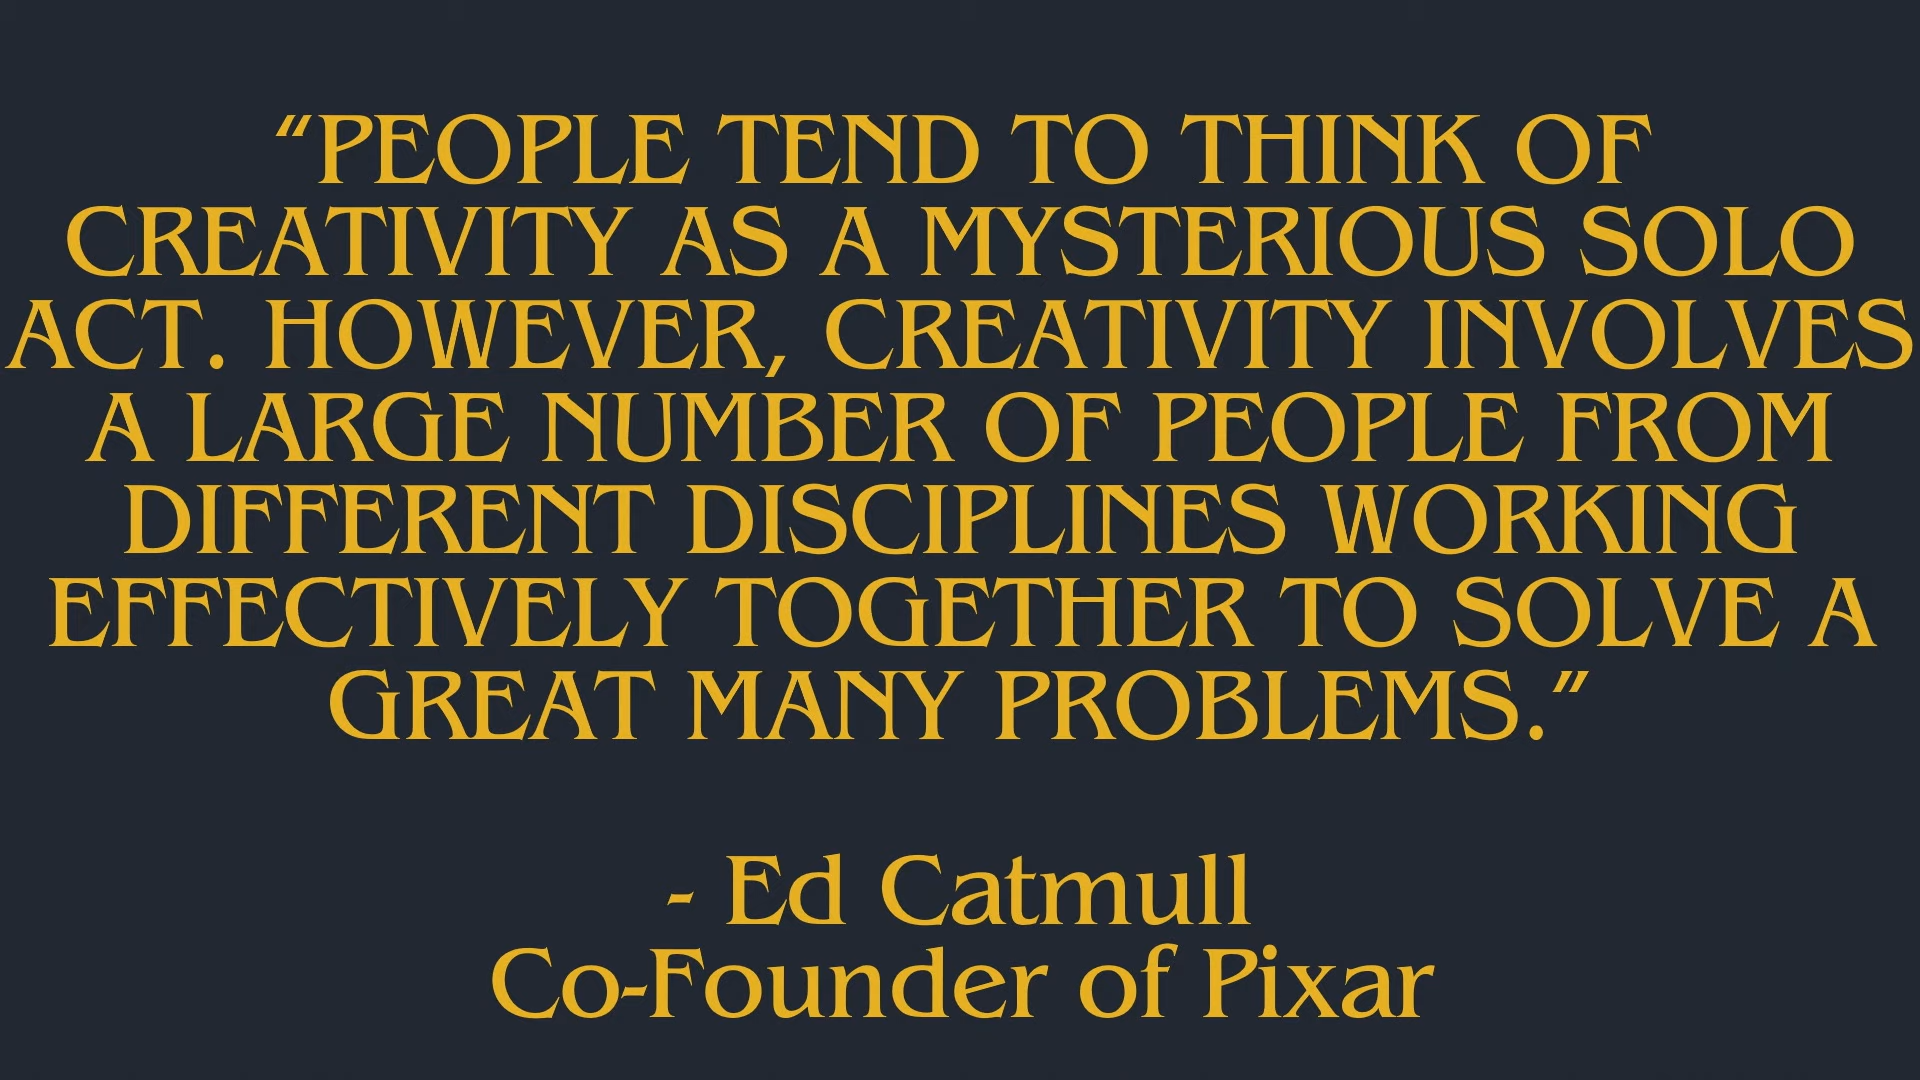 “PEOPLE TEND TO THINK OF
CREATIVITY AS A MYSTERIOUS SOLO
ACT. HOWEVER, CREATIVITY INVOLVES
A LARGE NUMBER OF PEOPLE FROM
DIFFERENT DISCIPLINES WORKING
EFFECTIVELY TOGETHER TO SOLVE A
GREAT MANY PROBLEMS.”
- Ed Catmull
Co-Founder of Pixar